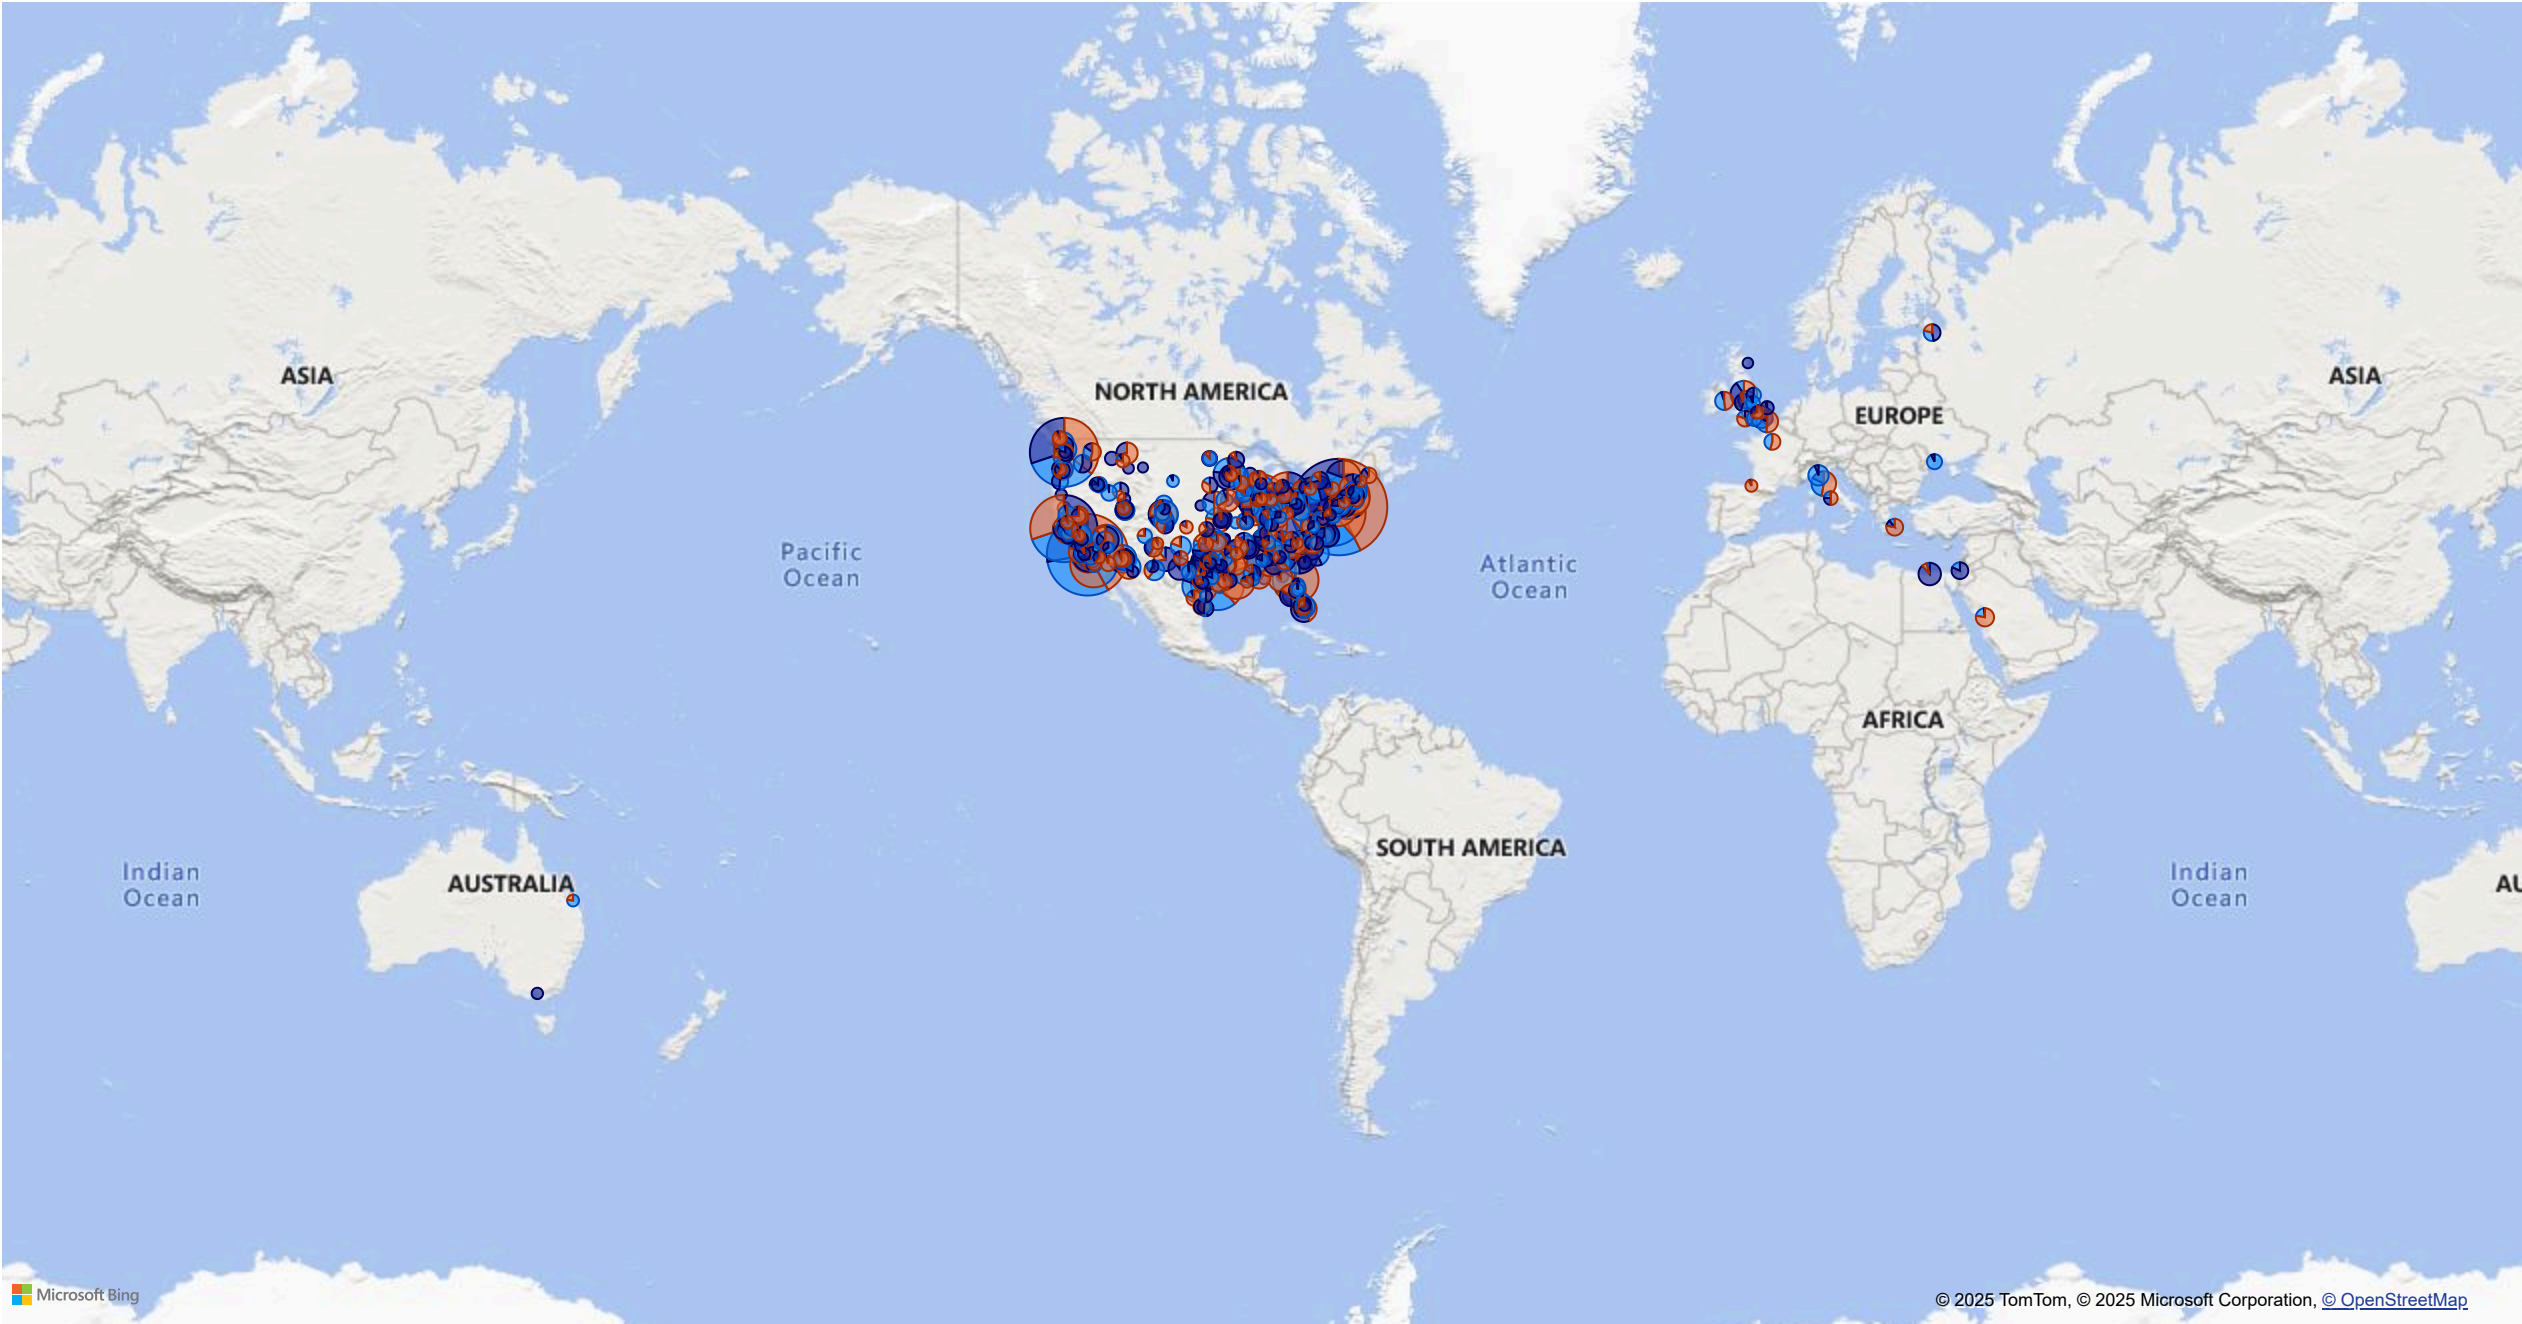 ASIA
NORTH AMERICA
ASIA
EUROPE
Pacific
Ocean
Atlantic
Ocean
AFRICA
SOUTH AMERICA
Indian
Ocean
AUSTRALIA
Indian
Ocean
AU
Microsoft Bing
© 2025 TomTom, © 2025 Microsoft Corporation, © OpenStreetMap